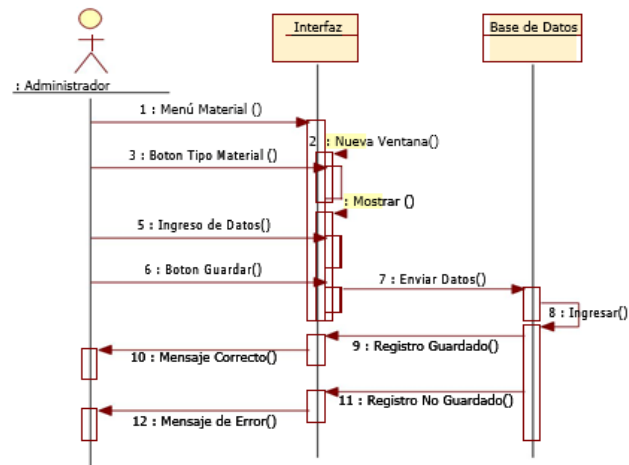 Interfaz
Base de Datos
: Administrador
1 : Menú Material ()
2 : Nueva Ventana()
3 : Boton Tipo Material ()
: Mostrar ()
5 : Ingreso de Datos()
6 : Boton Guardar()
7 : Enviar Datos()
8 : Ingresar()
9 : Registro Guardado()
10 : Mensaje Correcto()
11 : Registro No Guardado()
12 : Mensaje de Error()